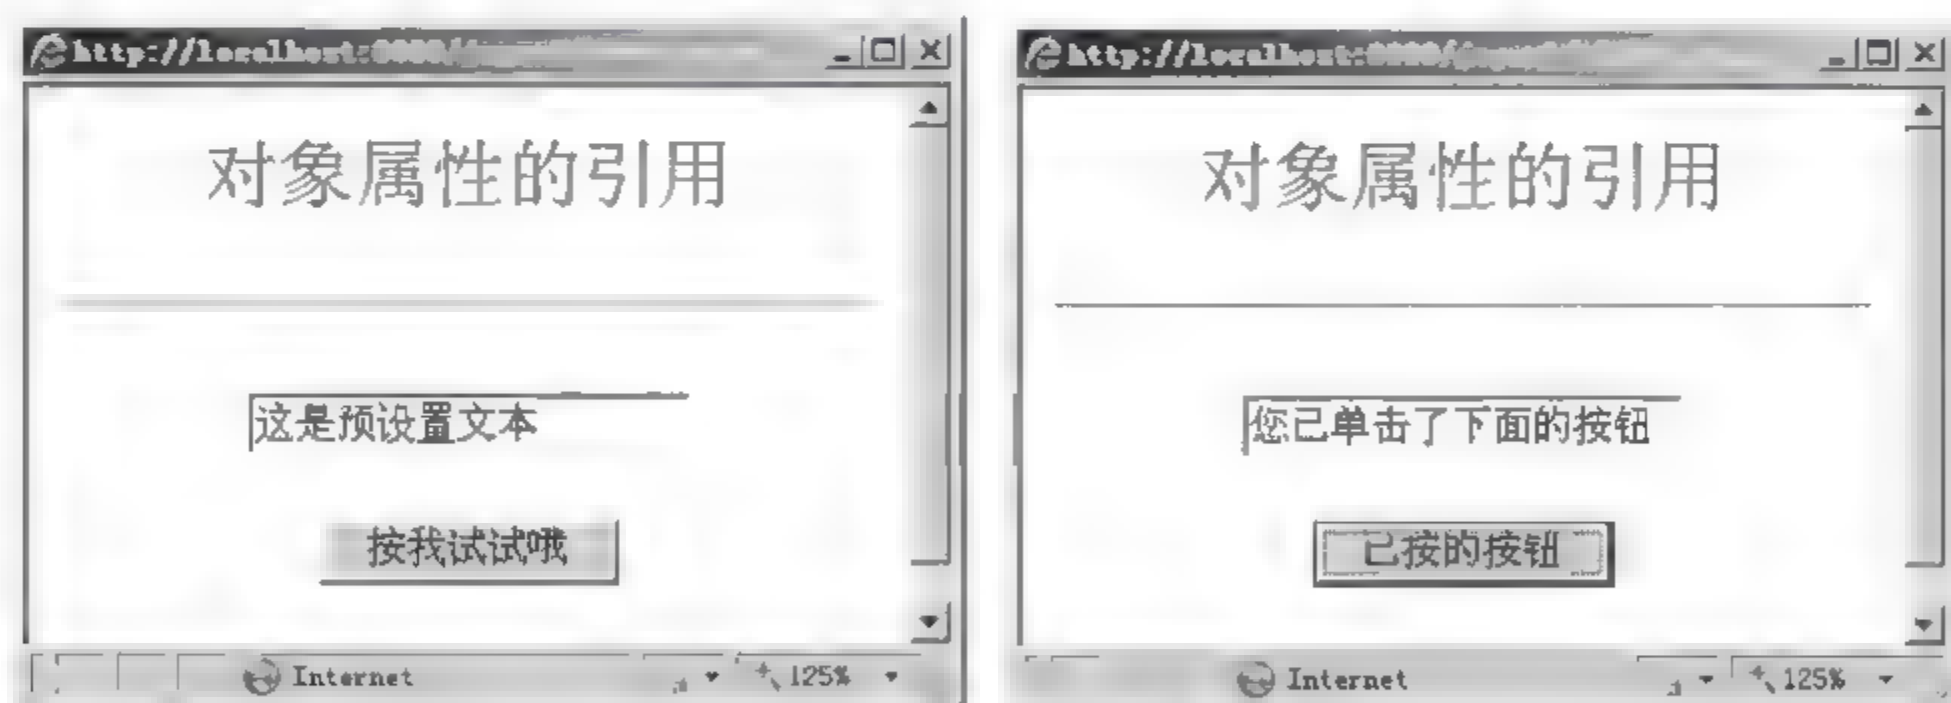 http://localhost:
对象属性的引用
这是预设置文本
按我试试哦
Internet
125%
http://localhost:
对象属性的引用
您已单击了下面的按钮
已按的按钮
Internet
125%